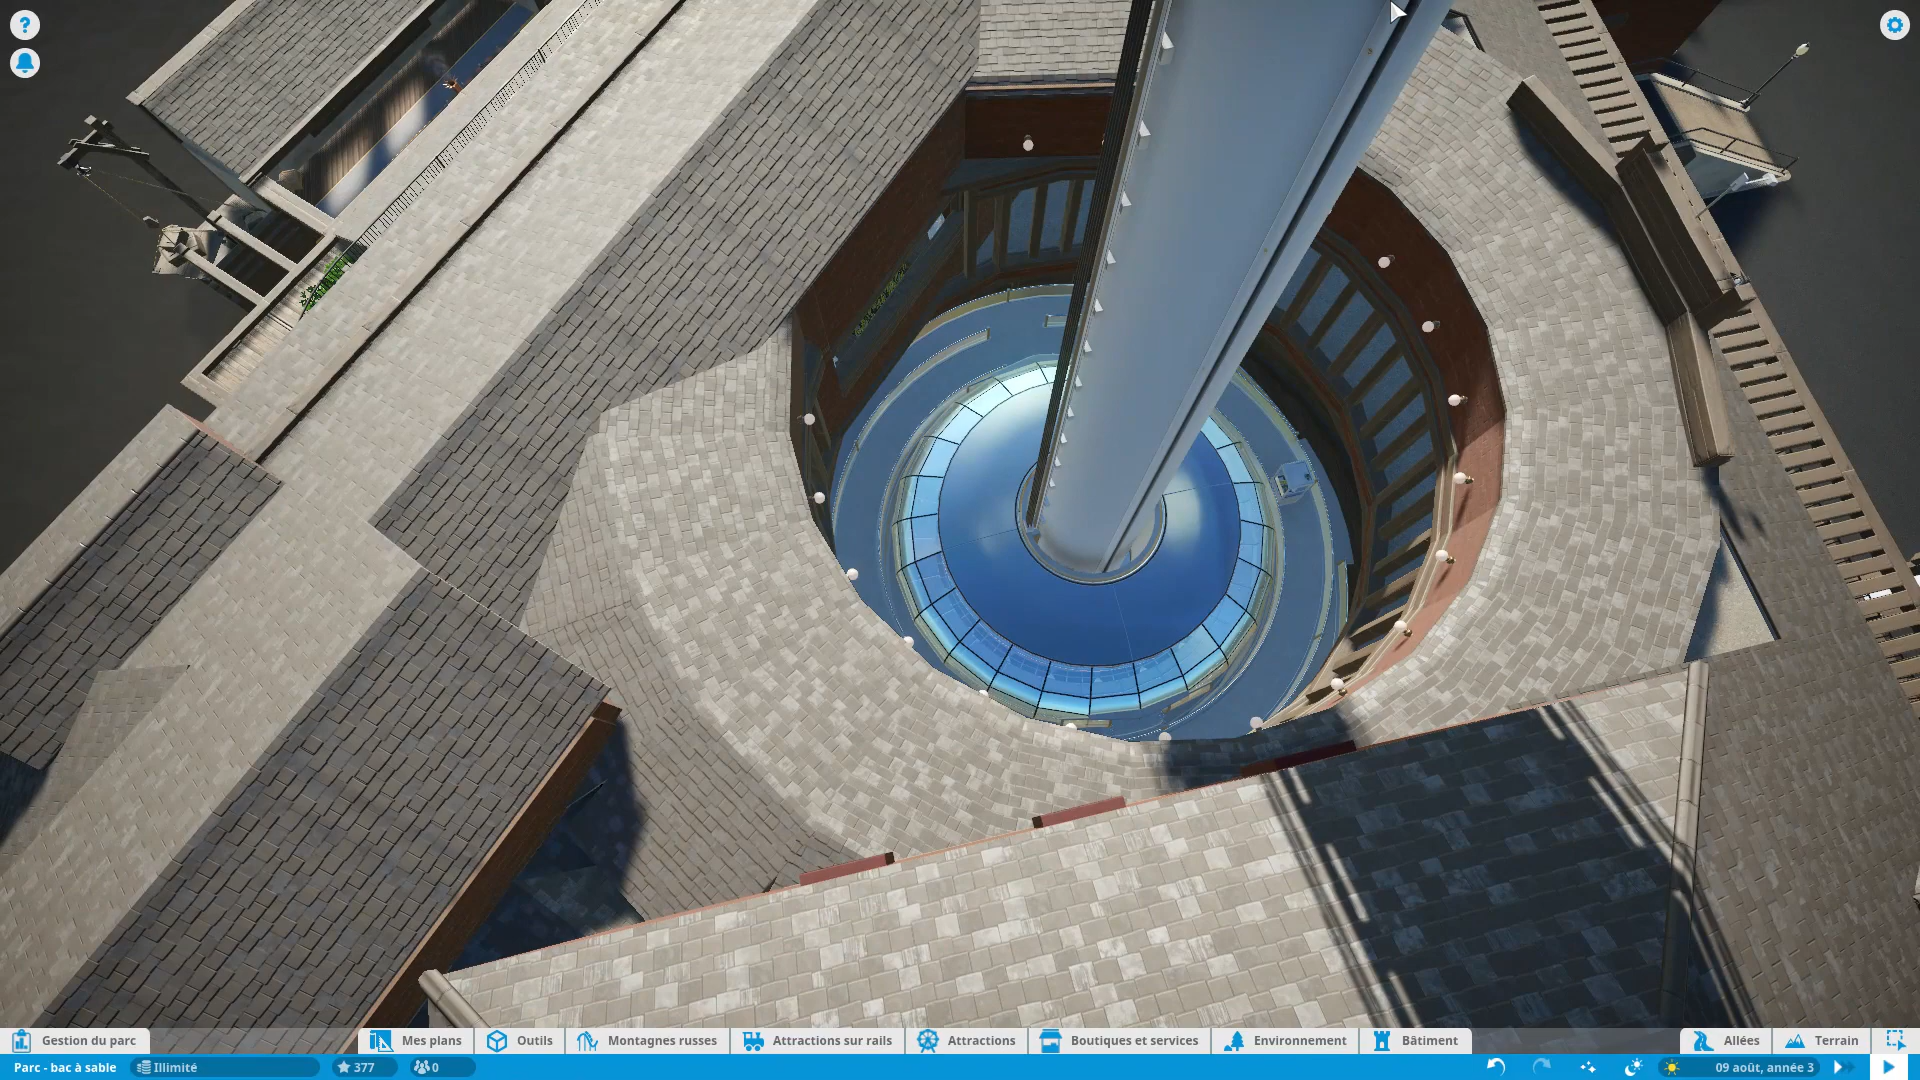 ?
Gestion du parc
Mes plans
Outils
Montagnes russes
Attractions sur rails
Attractions
Boutiques et services
Environnement
Bâtiment
Allées
Terrain
Parc - bac à sable
Illimité
377
0
09 août, année 3